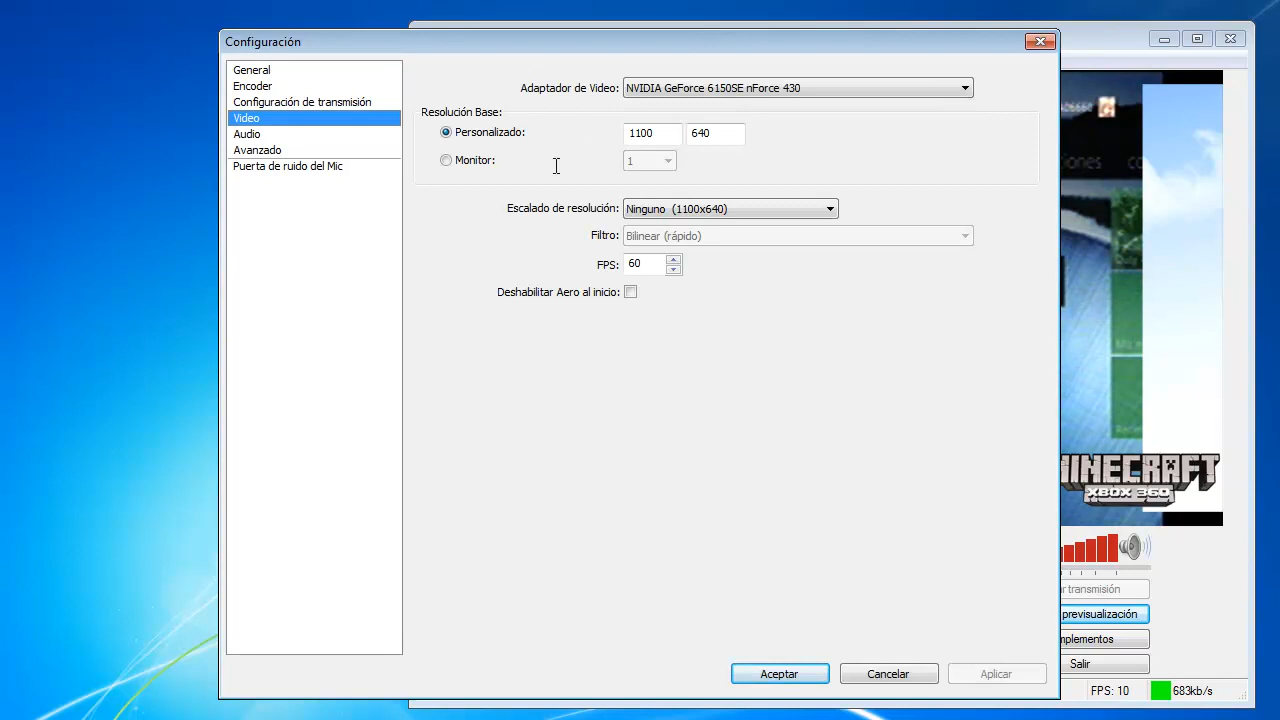 Configuración
General
Encoder
Configuración de transmisión
Video
Audio
Avanzado
Puerta de ruido del Mic
Adaptador de Video: NVIDIA GeForce 6150SE nForce 430
Resolución Base:
Personalizado: 1100 640
Monitor: 1
Escalado de resolución: Ninguno (1100x640)
Filtro: Bilinear (rápido)
FPS: 60
Deshabilitar Aero al inicio:
Aceptar Cancelar Aplicar
ciones
MINECRAFT
XBOX 360
transmisión
previsualización
mplementos
Salir
FPS: 10 683kb/s